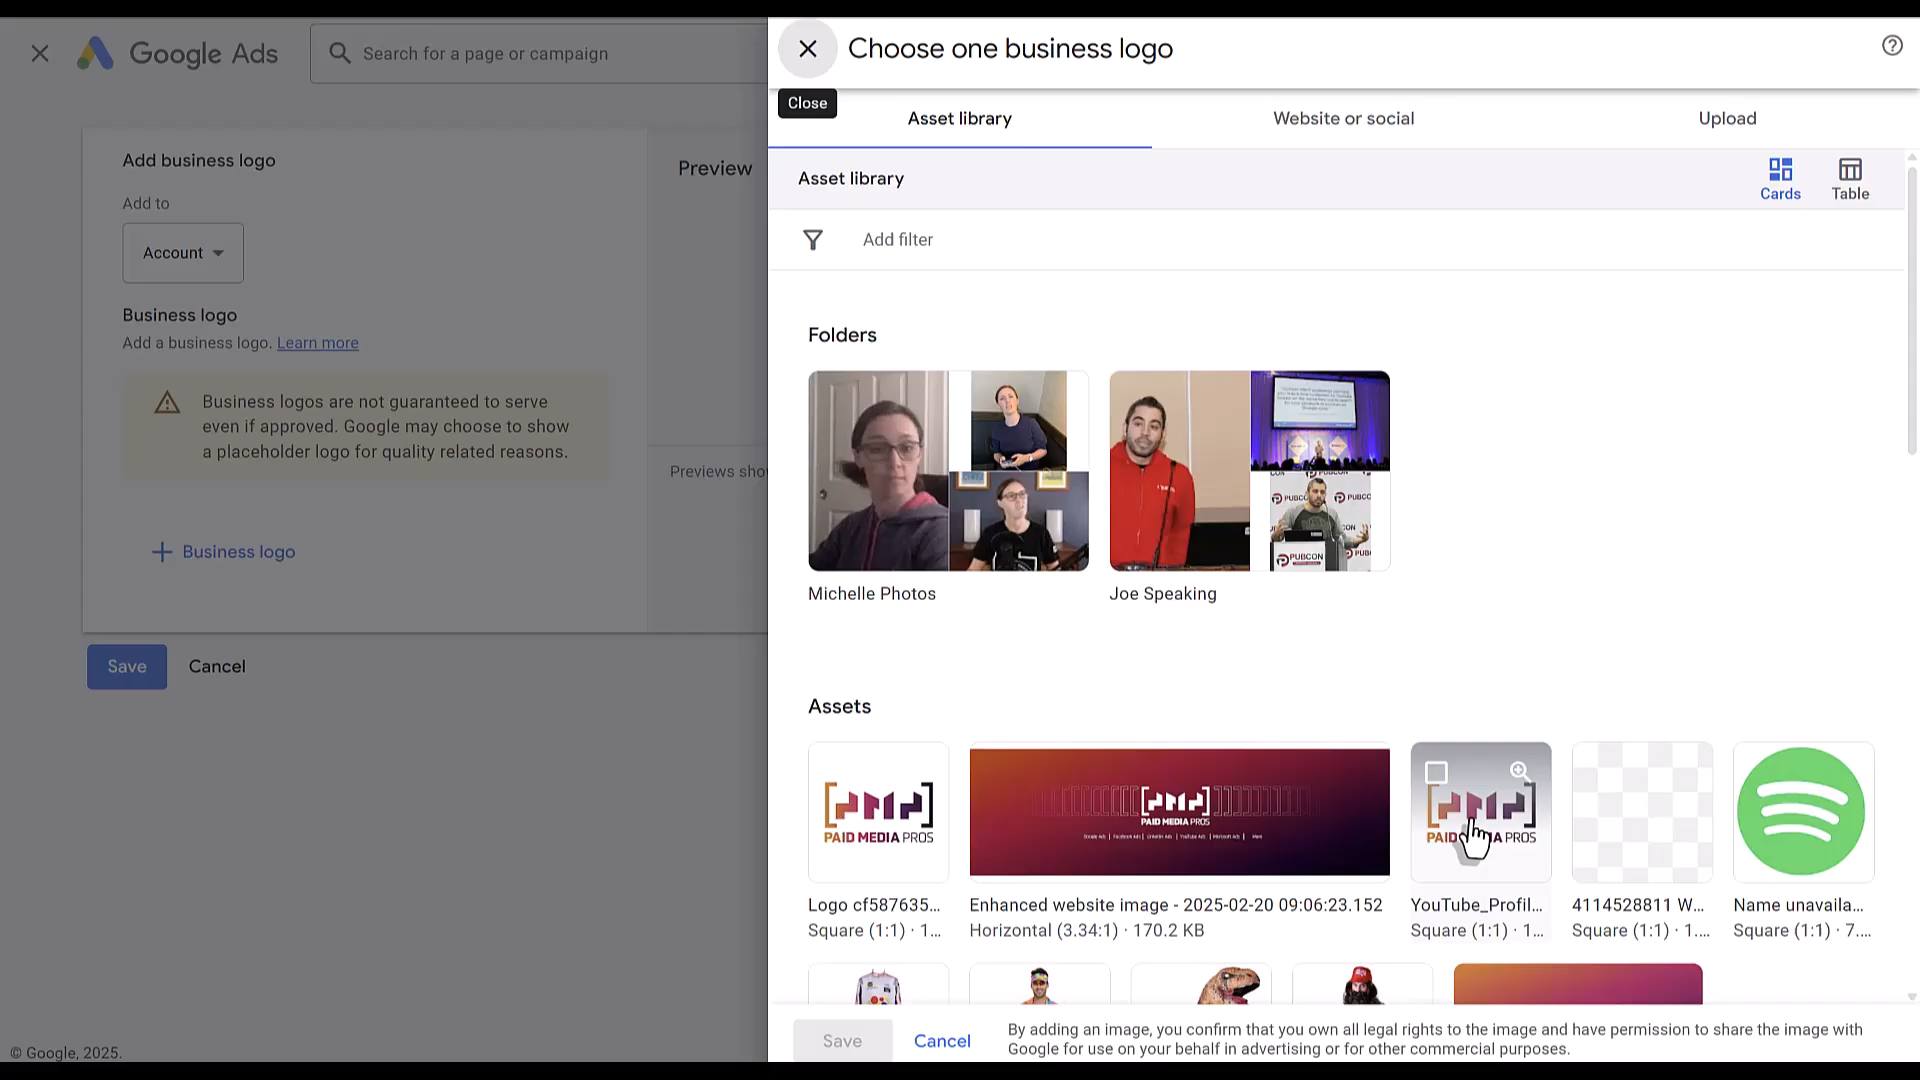 Google Ads
Search for a page or campaign
Choose one business logo
Close
Asset library
Website or social
Upload
Add business logo
Add to
Account
Business logo
Add a business logo. Learn more
Business logos are not guaranteed to serve
even if approved. Google may choose to show
a placeholder logo for quality related reasons.
Business logo
Save
Cancel
Preview
Previews sho
Asset library
Cards
Table
Add filter
Folders
PUBCON
Michelle Photos
Joe Speaking
Assets
PAID MEDIA PROS
PAID MEDIA PROS
Logo cf587635...
Square (1:1) · 1...
Enhanced website image - 2025-02-20 09:06:23.152
Horizontal (3.34:1) · 170.2 KB
YouTube_Profil...
Square (1:1) · 1...
4114528811 W...
Square (1:1) · 1....
Name unavaila...
Square (1:1) · 7....
Save
Cancel
By adding an image, you confirm that you own all legal rights to the image and have permission to share the image with
Google for use on your behalf in advertising or for other commercial purposes.
© Google, 2025.